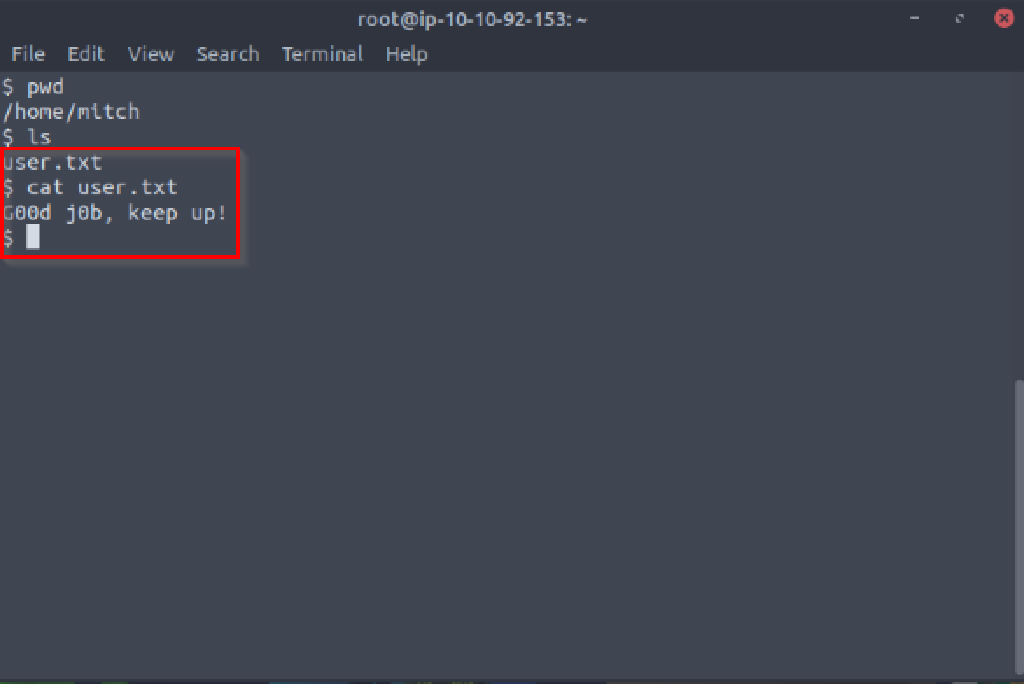 root@ip-10-10-92-153: ~
File Edit View Search Terminal Help
$ pwd
/home/mitch
$ ls
user.txt
$ cat user.txt
G00d j0b, keep up!
$